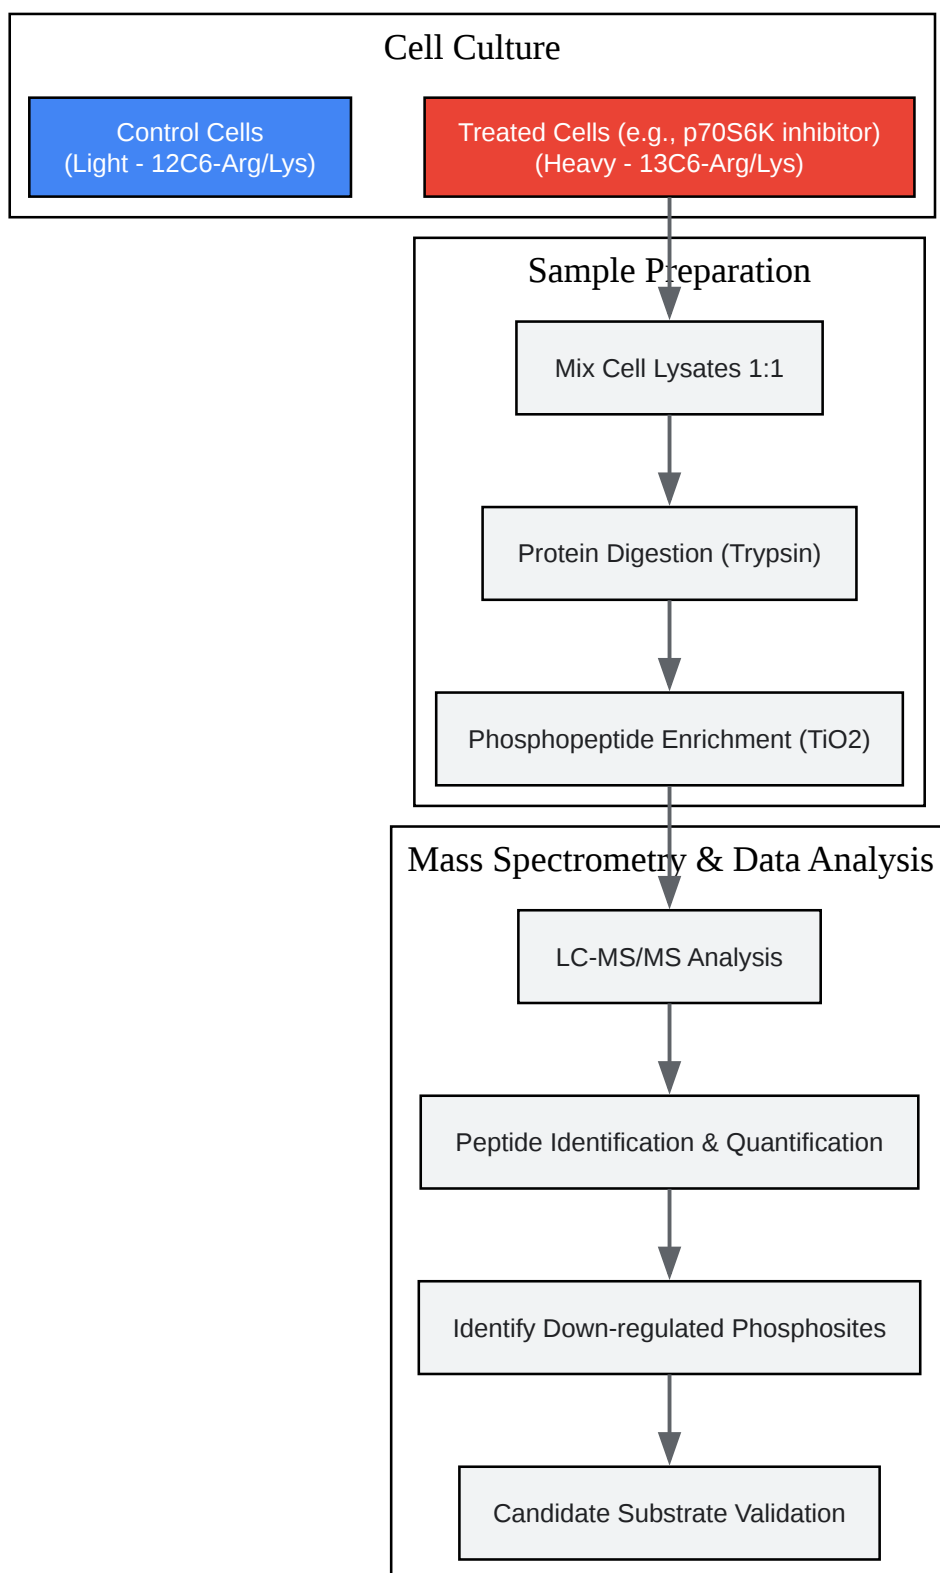 Cell Culture
Control Cells
(Light - 12C6-Arg/Lys)
Treated Cells (e.g., p70S6K inhibitor)
(Heavy - 13C6-Arg/Lys)
Sample Preparation
Mix Cell Lysates 1:1
Protein Digestion (Trypsin)
Phosphopeptide Enrichment (TiO2)
Mass Spectrometry & Data Analysis
LC-MS/MS Analysis
Peptide Identification & Quantification
Identify Down-regulated Phosphosites
Candidate Substrate Validation